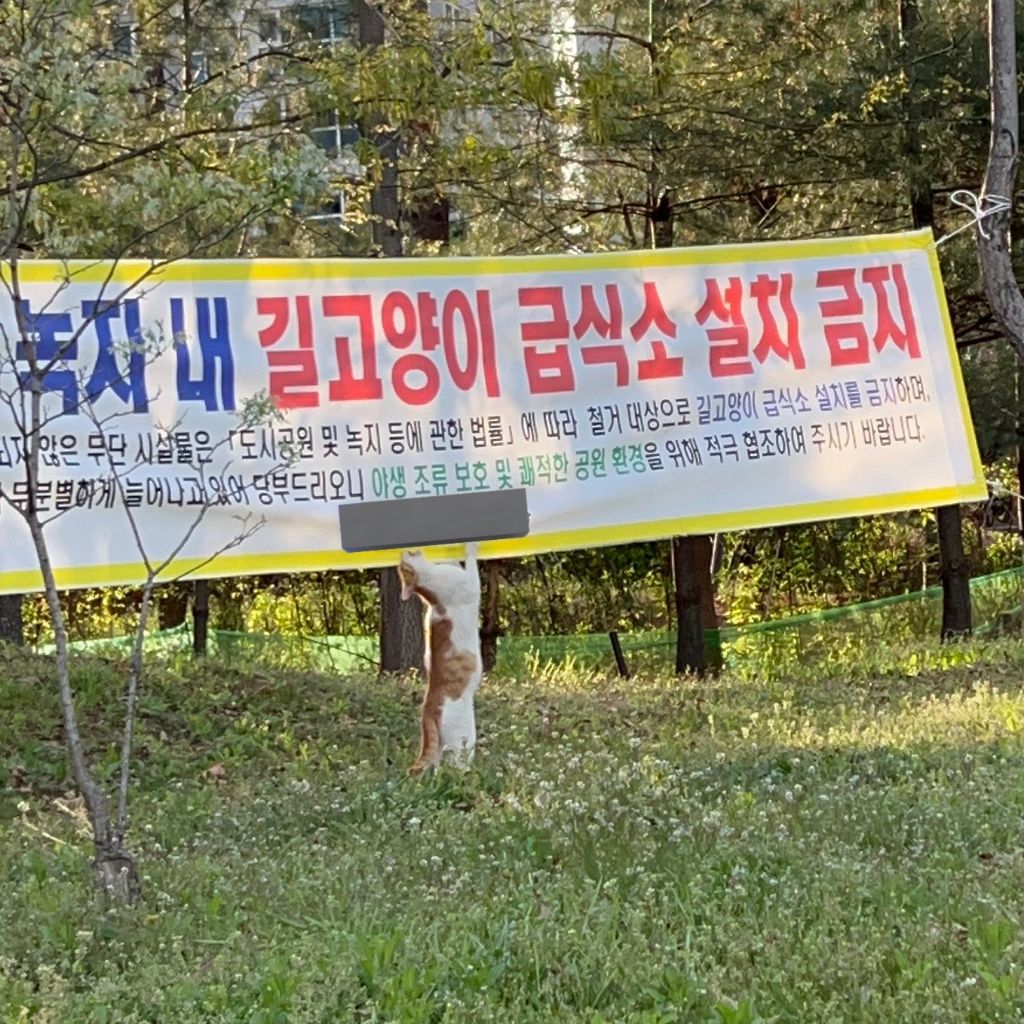 녹지 내 길고양이 급식소 설치 금지
되지 않은 무단 시설물은 「도시공원 및 녹지 등에 관한 법률」에 따라 철거 대상으로 길고양이 급식소 설치를 금지하며,
무분별하게 늘어나고 있어 당부드리오니 야생 조류 보호 및 쾌적한 공원 환경을 위해 적극 협조하여 주시기 바랍니다.